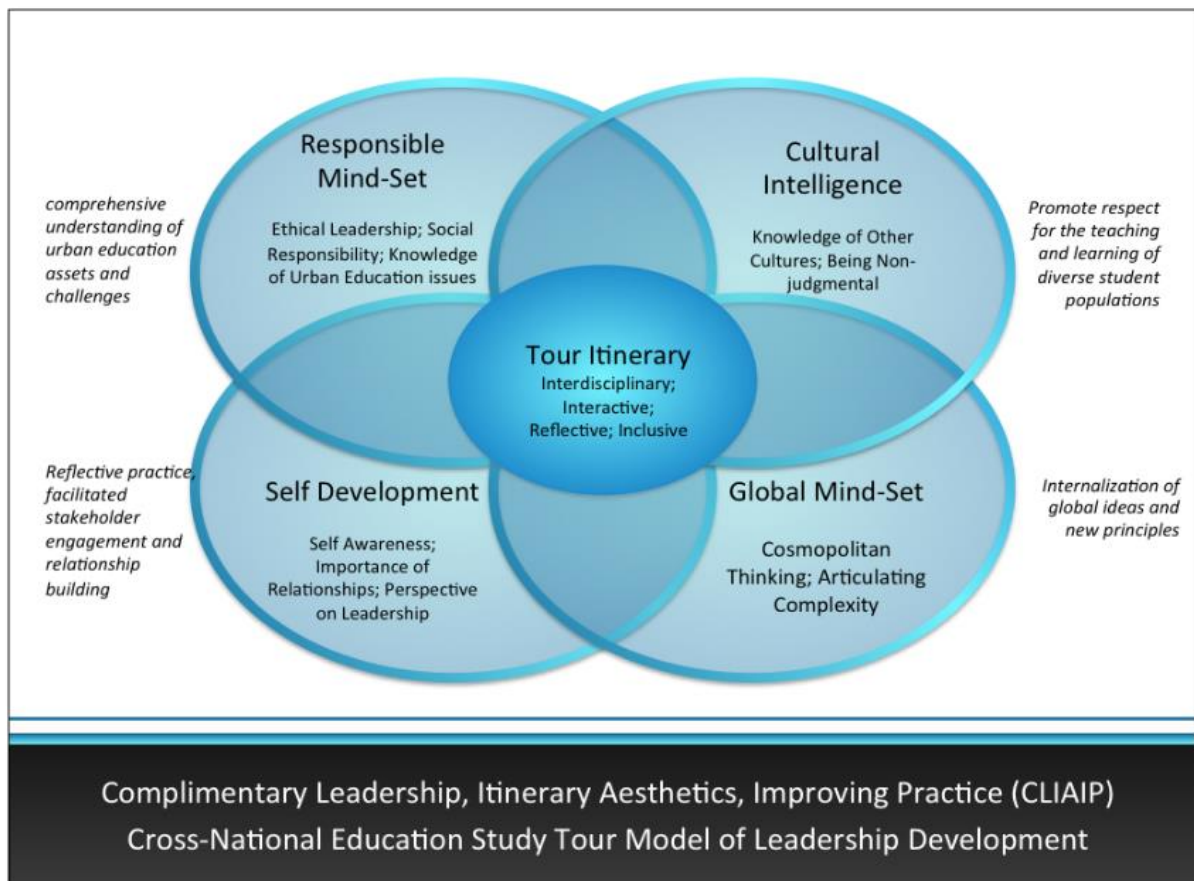 Responsible
Mind-Set
Ethical Leadership; Social
Responsibility; Knowledge
of Urban Education issues
Cultural
Intelligence
Knowledge of Other
Cultures; Being Non-
judgmental
comprehensive
understanding of
urban education
assets and
challenges
Promote respect
for the teaching
and learning of
diverse student
populations
Tour Itinerary
Interdisciplinary;
Interactive;
Reflective; Inclusive
Reflective practice,
facilitated
stakeholder
engagement and
relationship
building
Self Development
Self Awareness;
Importance of
Relationships; Perspective
on Leadership
Global Mind-Set
Cosmopolitan
Thinking; Articulating
Complexity
Internalization of
global ideas and
new principles
Complimentary Leadership, Itinerary Aesthetics, Improving Practice (CLIAIP)
Cross-National Education Study Tour Model of Leadership Development